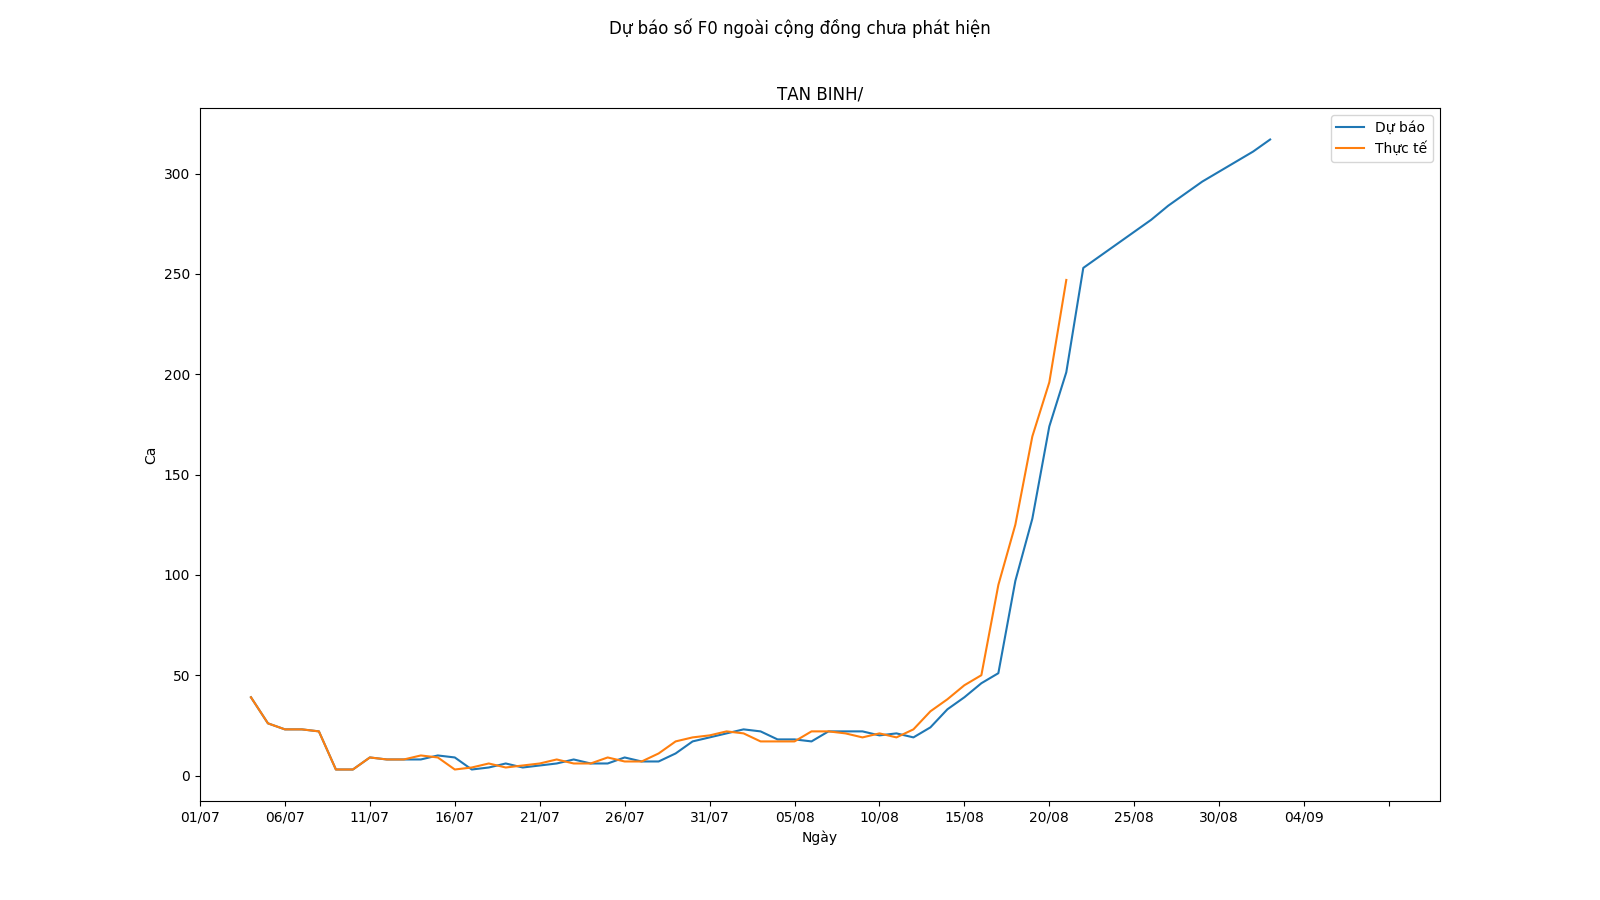 Dự báo số F0 ngoài cộng đồng chưa phát hiện
TAN BINH/
Dự báo
Thực tế
300
250
200
150
100
50
0
Ca
01/07 06/07 11/07 16/07 21/07 26/07 31/07 05/08 10/08 15/08 20/08 25/08 30/08 04/09
Ngày